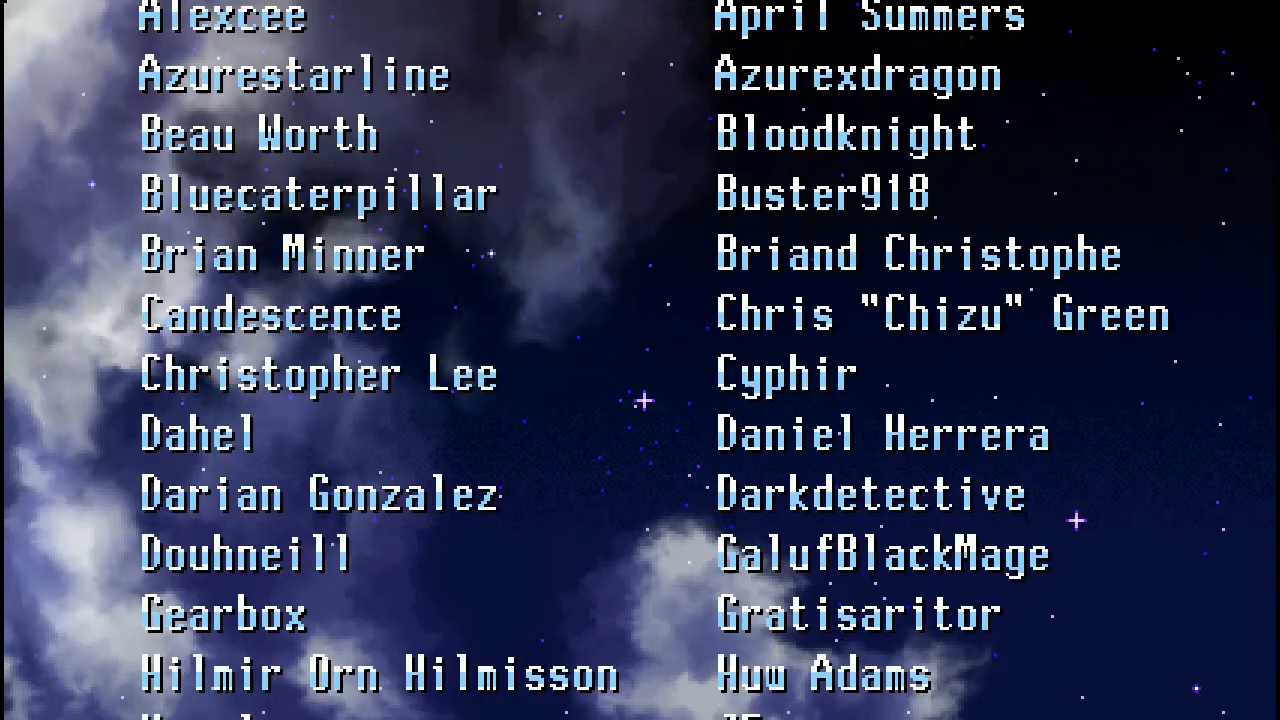 Alexcee April Summers
Azurestarline Azurexdragon
Beau Worth Bloodknight
Bluecaterpillar Buster918
Brian Minner Briand Christophe
Candescence Chris "Chizu" Green
Christopher Lee Cyphir
Dahel Daniel Herrera
Darian Gonzalez Darkdetective
Douhneill GalufBlackMage
Gearbox Gratisaritor
Hilmir Orn Hilmisson Huw Adams